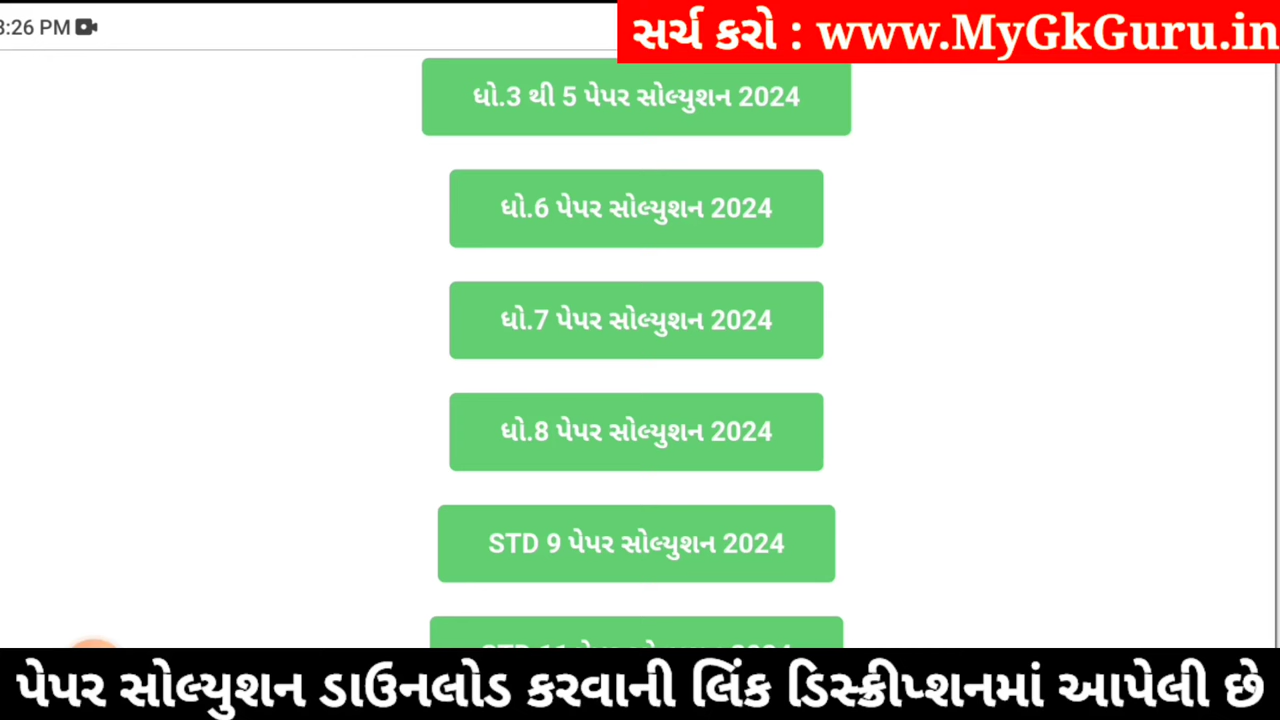 3:26 PM
સર્ચ કરો : www.MyGkGuru.in
ધો.3 થી 5 પેપર સોલ્યુશન 2024
ધો.6 પેપર સોલ્યુશન 2024
ધો.7 પેપર સોલ્યુશન 2024
ધો.8 પેપર સોલ્યુશન 2024
STD 9 પેપર સોલ્યુશન 2024
પેપર સોલ્યુશન ડાઉનલોડ કરવાની લિંક ડિસ્ક્રીપ્શનમાં આપેલી છે